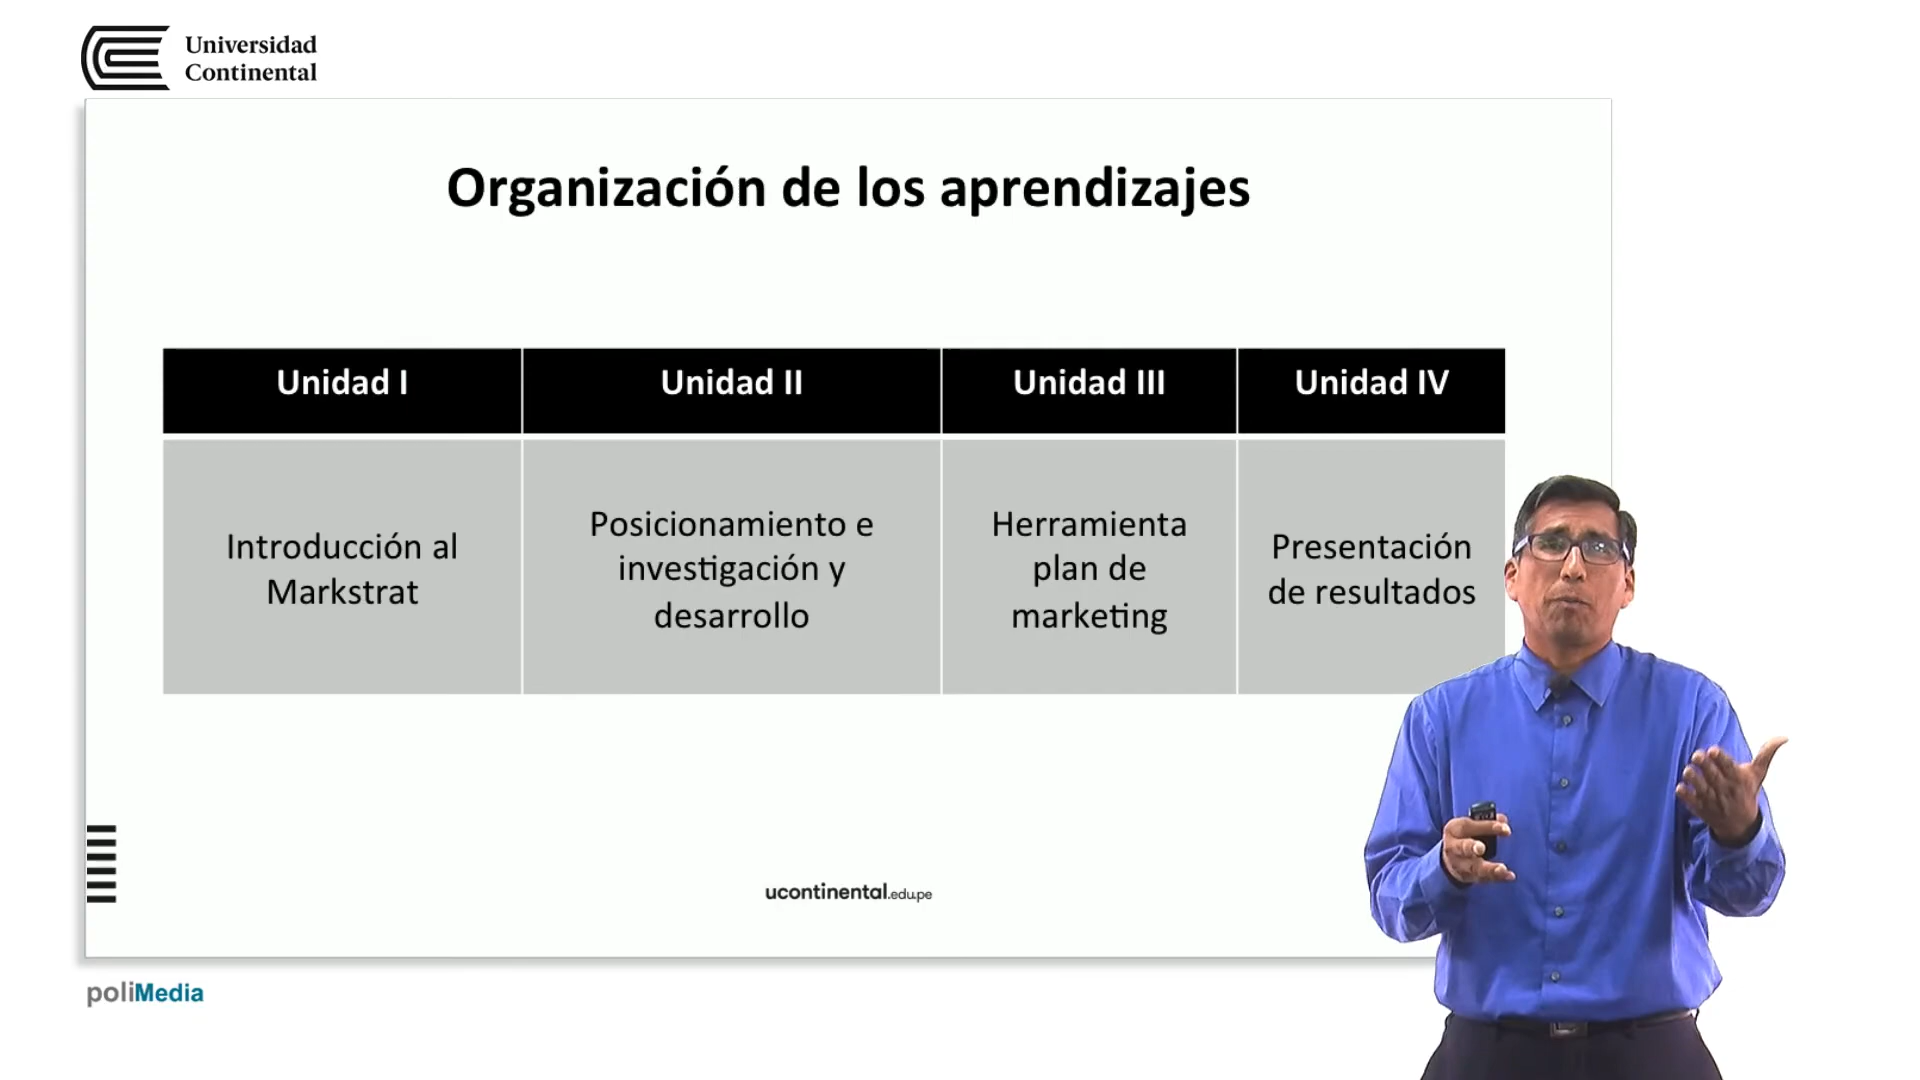 Universidad
Continental
Organización de los aprendizajes
Unidad I
Unidad II
Unidad III
Unidad IV
Introducción al
Markstrat
Posicionamiento e
investigación y
desarrollo
Herramienta
plan de
marketing
Presentación
de resultados
ucontinental.edu.pe
poliMedia